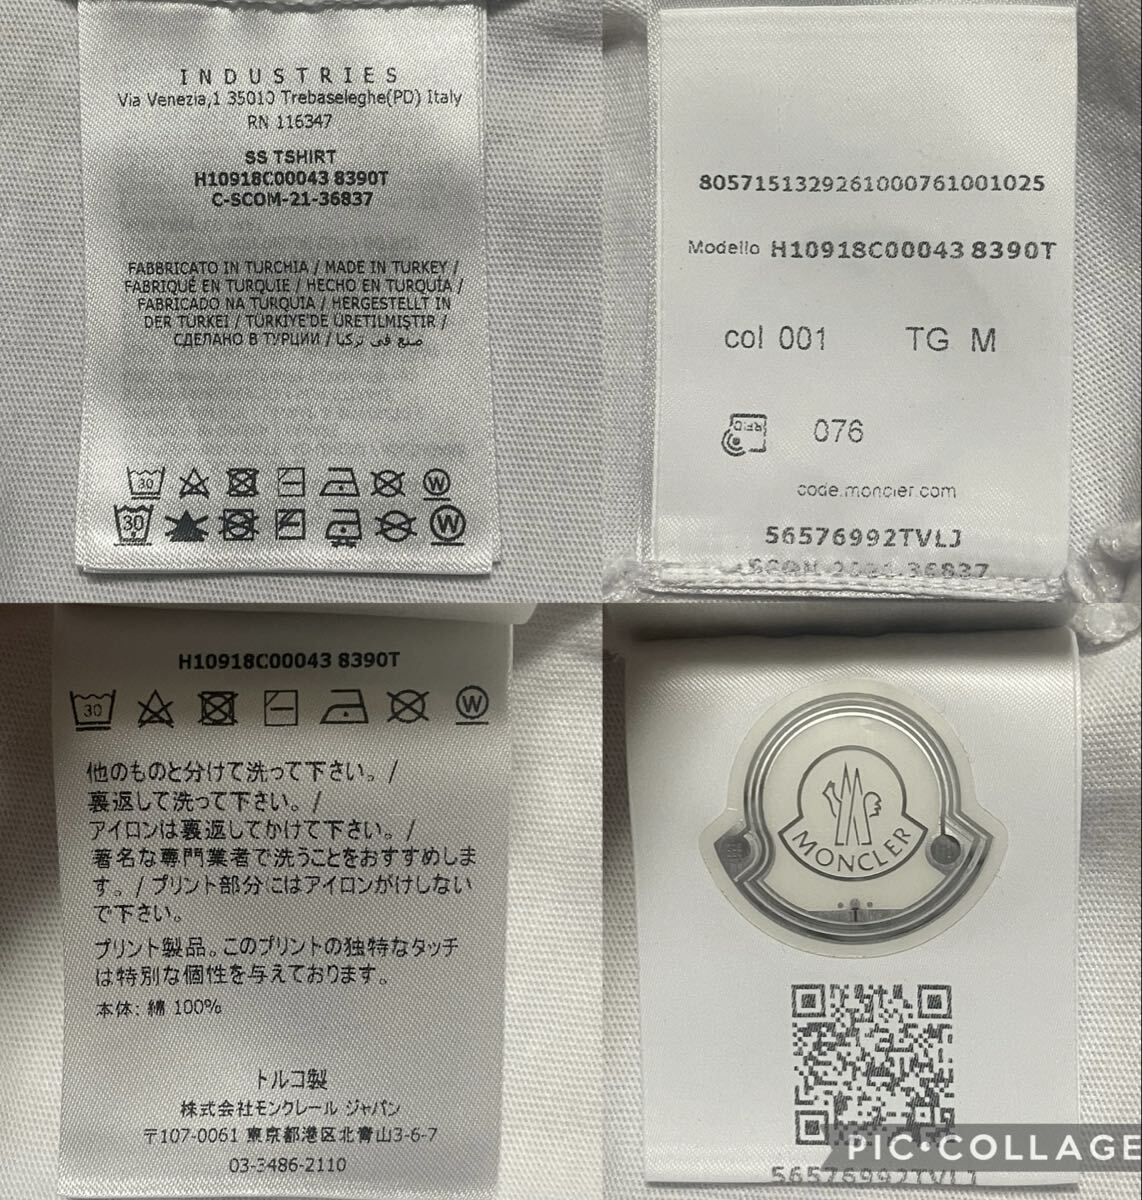 INDUSTRIES
Via Venezia,1 35010 Trebaseleghe(PD) Italy
RN 116347
SS TSHIRT
H10918C00043 8390T
C-SCOM-21-36837
FABBRICATO IN TURCHIA / MADE IN TURKEY /
FABRIQUÉ EN TURQUIE / HECHO EN TURQUÍA /
FABRICADO NA TURQUIA / HERGESTELLT IN
DER TÜRKEI / TÜRKİYE'DE ÜRETİLMİŞTİR /
СДЕЛАНО В ТУРЦИИ / صنع في تركيا
30 W
30 W
8057151329261000761001025
Modello H10918C00043 8390T
col 001 TG M
RFID 076
code.moncler.com
56576992TVLJ
SCOM 2021 36837
H10918C00043 8390T
30 W
他のものと分けて洗って下さい。/
裏返して洗って下さい。/
アイロンは裏返してかけて下さい。/
著名な専門業者で洗うことをおすすめしま
す。/ プリント部分にはアイロンがけしない
で下さい。
プリント製品。このプリントの独特なタッチ
は特別な個性を与えております。
本体: 綿 100%
トルコ製
株式会社モンクレール ジャパン
〒107-0061 東京都港区北青山3-6-7
03-3486-2110
MONCLER
56576992TVLJ
PIC•COLLAGE